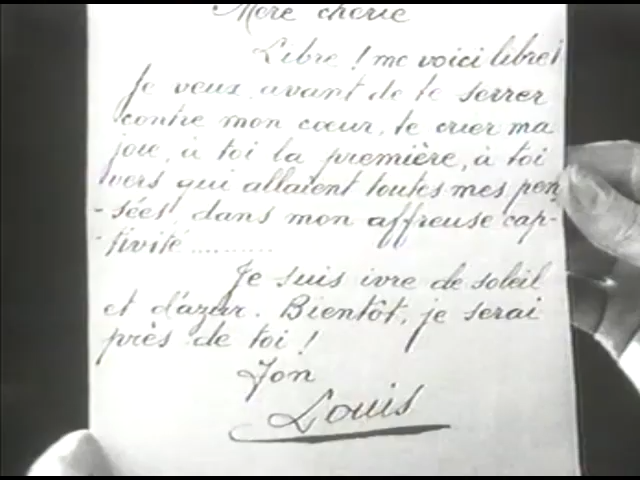 Mère chérie
Libre ! me voici libre !
Je veux, avant de te serrer
contre mon cœur, te crier ma
joie, à toi la première, à toi
vers qui allaient toutes mes pen-
-sées, dans mon affreuse cap-
-tivité..........
Je suis ivre de soleil
et d'azur. Bientôt, je serai
près de toi !
Ton
Louis